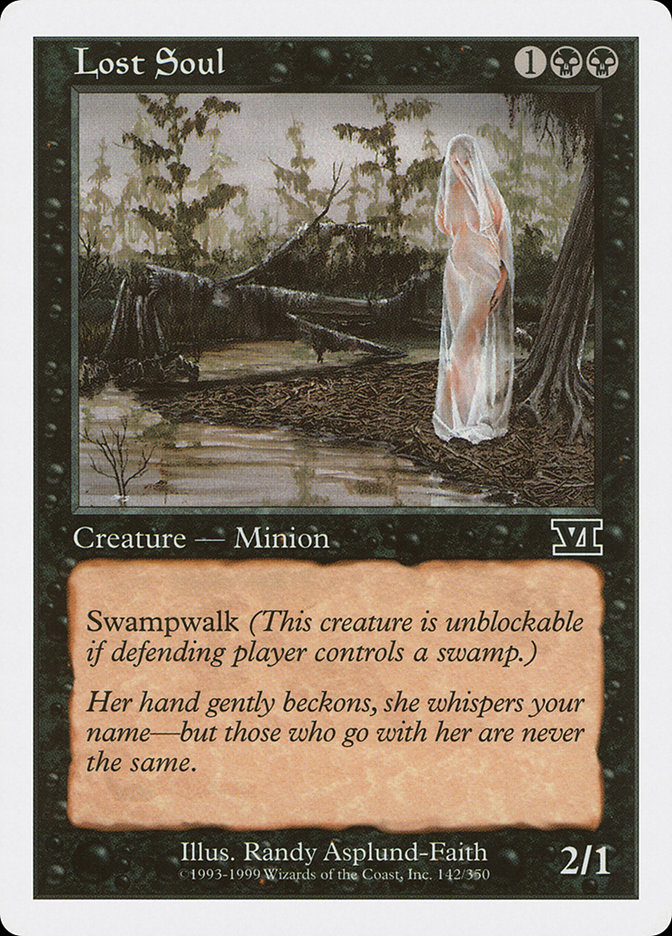 Lost Soul
1
Creature — Minion
VI
Swampwalk (This creature is unblockable
if defending player controls a swamp.)
Her hand gently beckons, she whispers your
name—but those who go with her are never
the same.
Illus. Randy Asplund-Faith
©1993-1999 Wizards of the Coast, Inc. 142/350
2/1